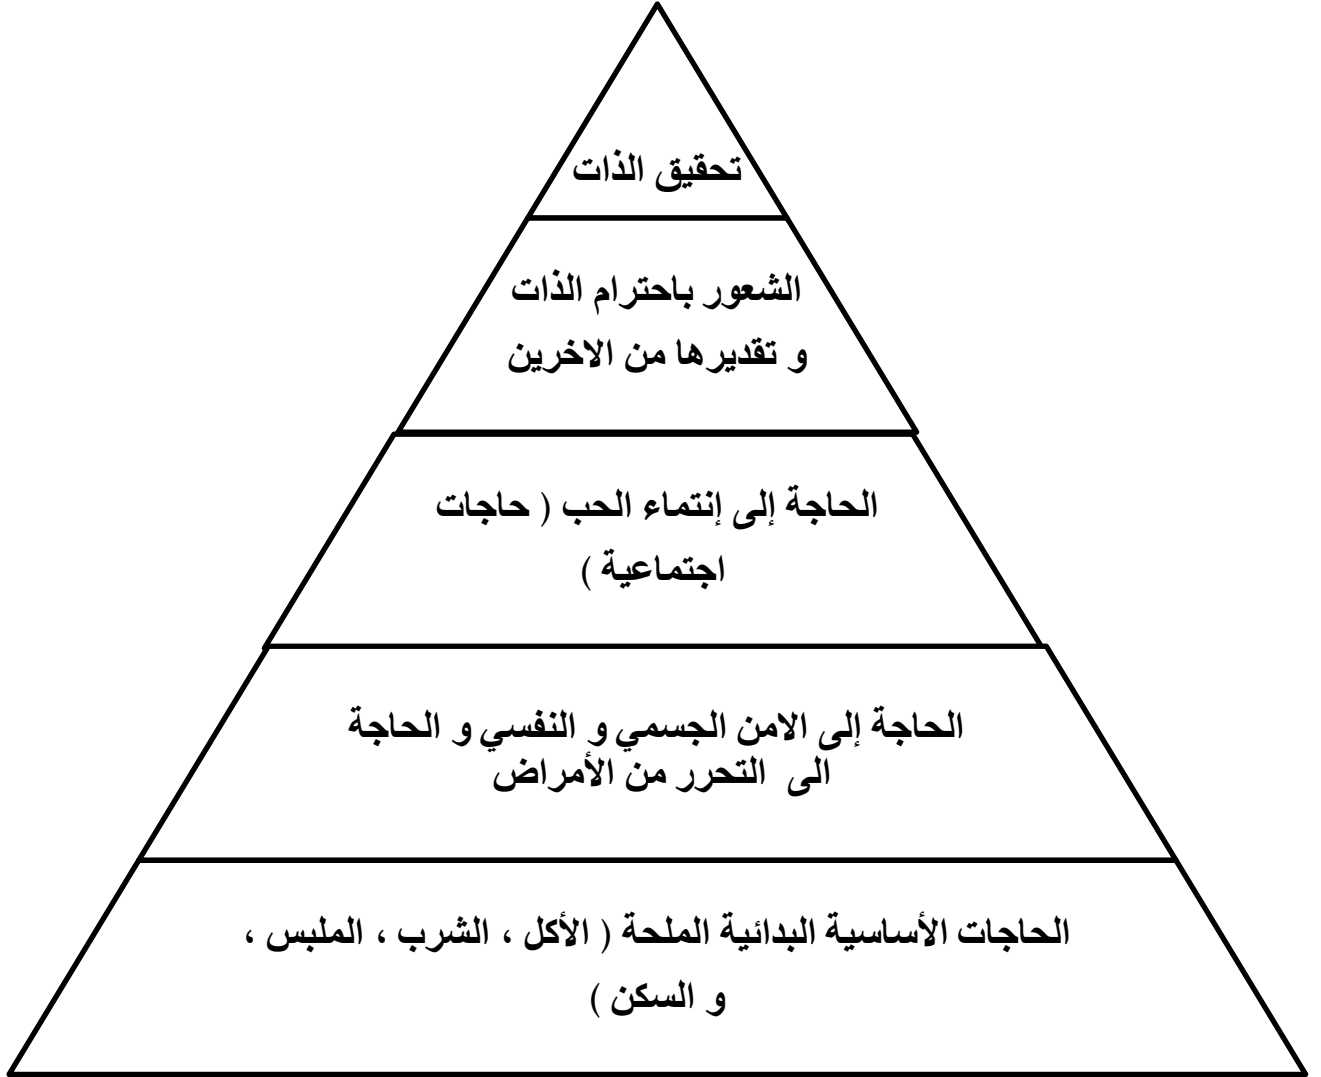 تحقيق الذات
الشعور باحترام الذات
و تقديرها من الاخرين
الحاجة إلى إنتماء الحب ( حاجات
اجتماعية )
الحاجة إلى الامن الجسمي و النفسي و الحاجة
الى التحرر من الأمراض
الحاجات الأساسية البدائية الملحة ( الأكل ، الشرب ، الملبس ،
و السكن )